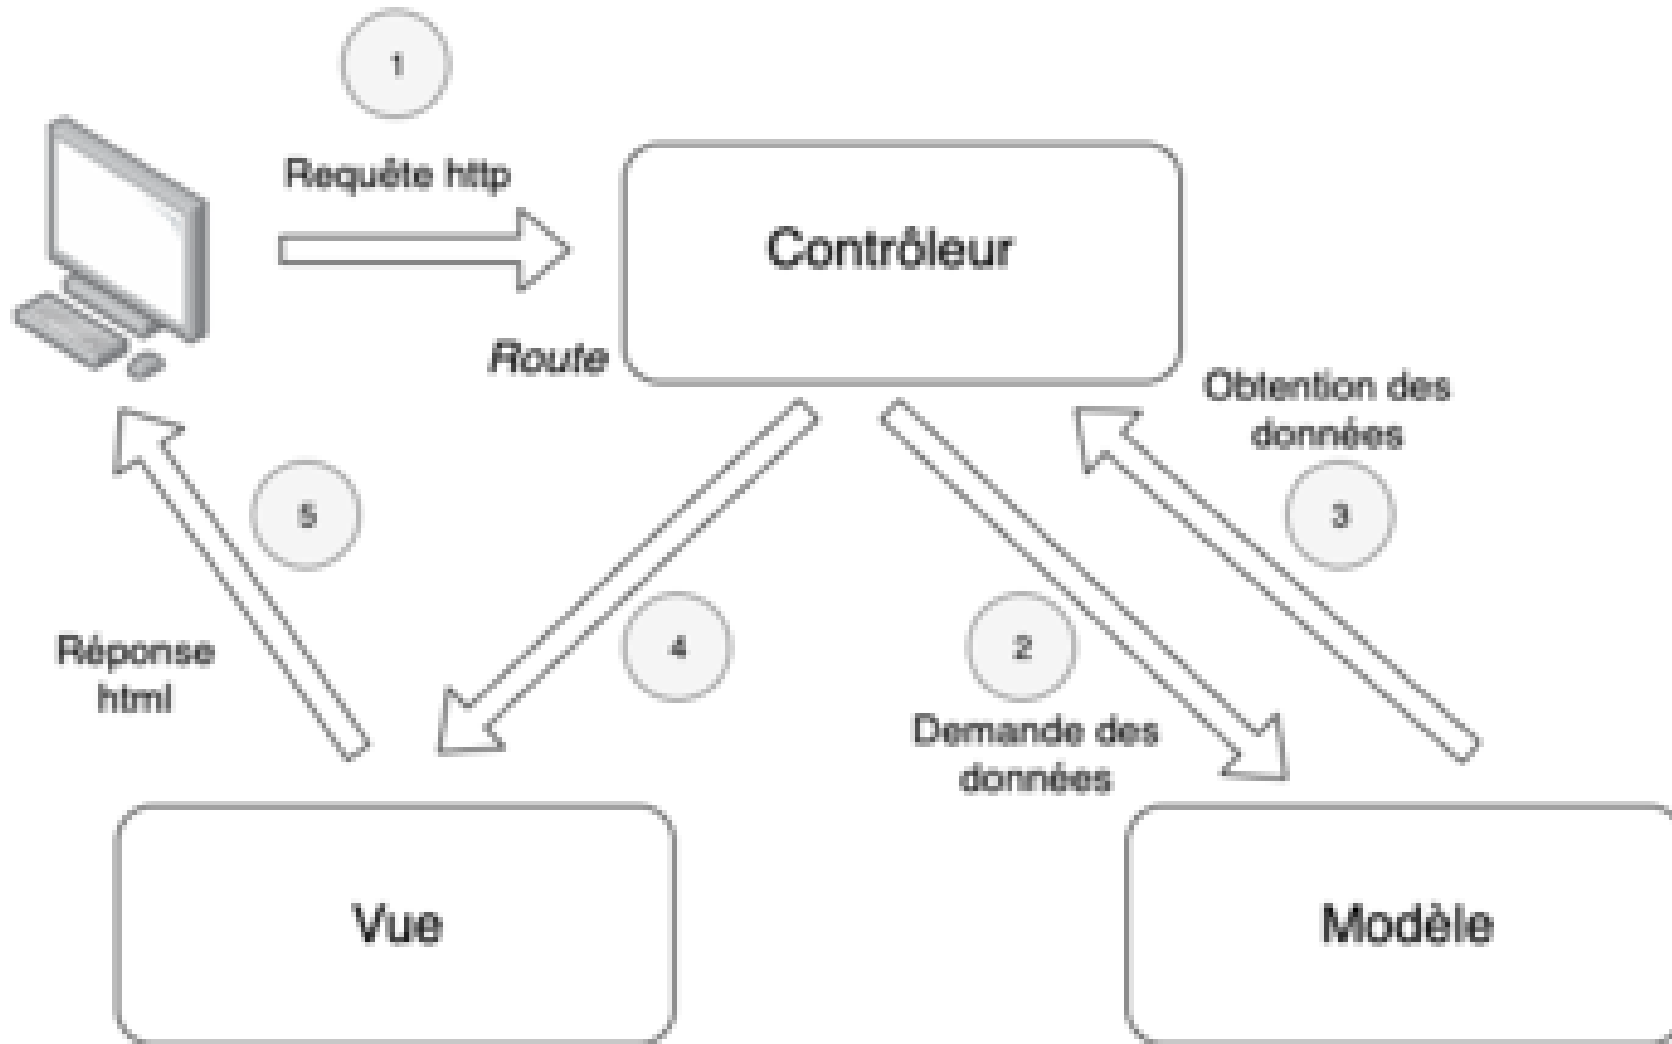 1
Requête http
Contrôleur
Route
Obtention des
données
5
3
4
2
Réponse
html
Demande des
données
Vue
Modèle